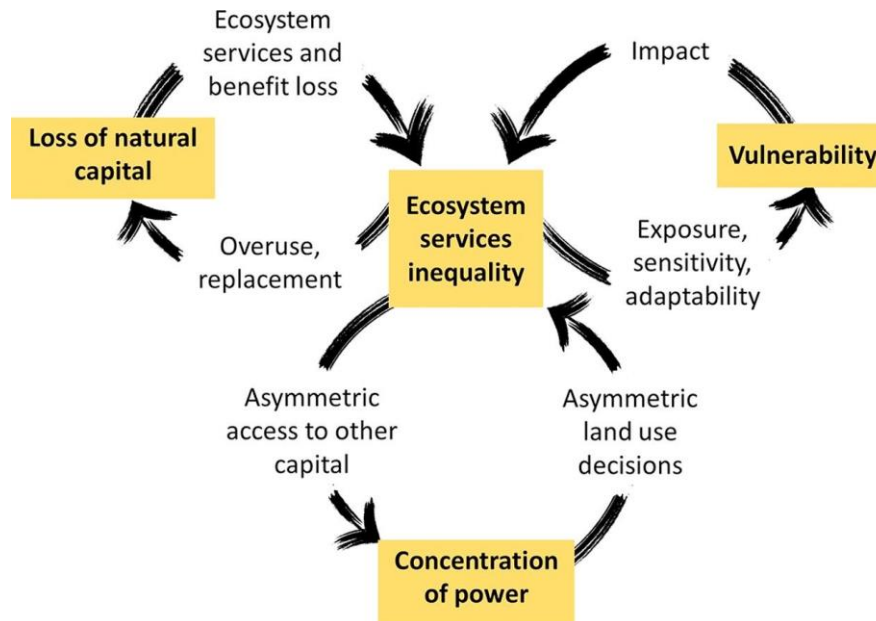 Ecosystem
services and
benefit loss
Impact
Loss of natural
capital
Vulnerability
Ecosystem
services
inequality
Overuse,
replacement
Exposure,
sensitivity,
adaptability
Asymmetric
access to other
capital
Asymmetric
land use
decisions
Concentration
of power